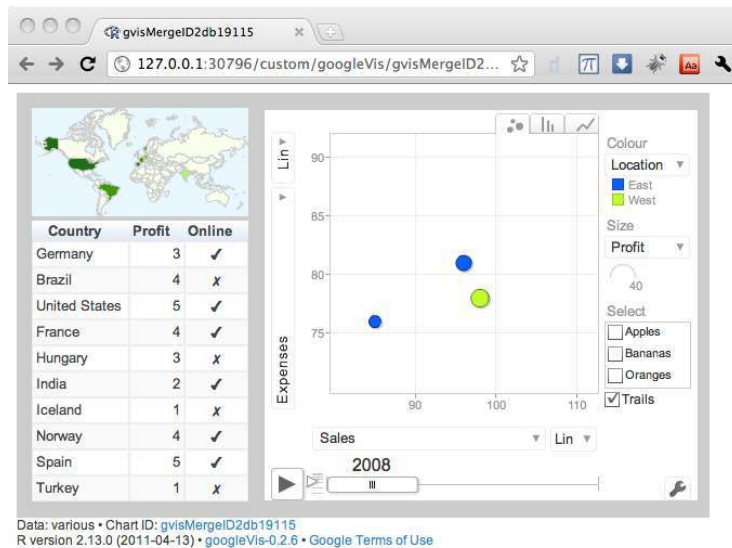 gvisMergeID2db19115
127.0.0.1:30796/custom/googleVis/gvisMergeID2...
Country Profit Online
Germany 3 ✔
Brazil 4 ✗
United States 5 ✔
France 4 ✔
Hungary 3 ✗
India 2 ✔
Iceland 1 ✗
Norway 4 ✔
Spain 5 ✔
Turkey 1 ✗
Lin
Expenses
90
85
80
75
90 100 110
Sales Lin
2008
Colour
Location
East
West
Size
Profit
40
Select
Apples
Bananas
Oranges
Trails
Data: various • Chart ID: gvisMergeID2db19115
R version 2.13.0 (2011-04-13) • googleVis-0.2.6 • Google Terms of Use